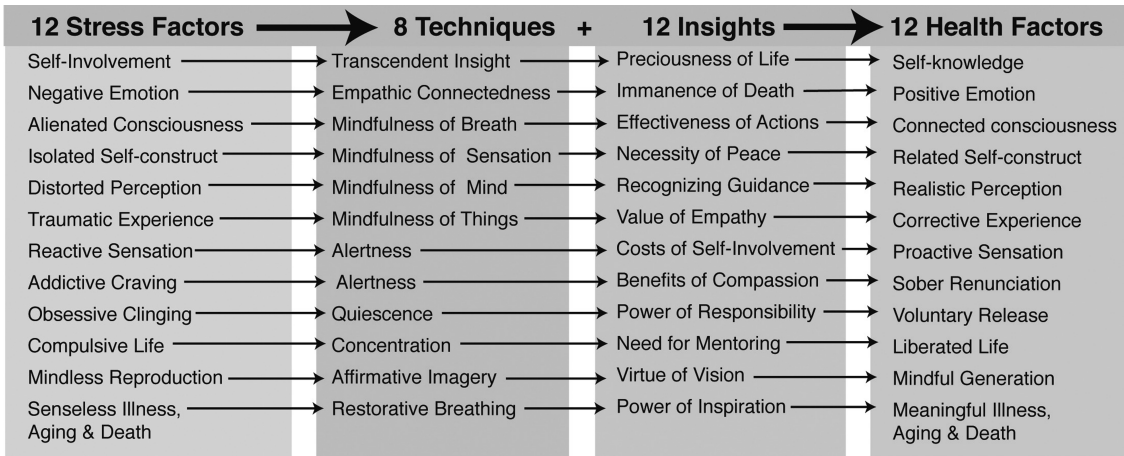 12 Stress Factors 8 Techniques + 12 Insights 12 Health Factors
Self-Involvement Transcendent Insight Preciousness of Life Self-knowledge
Negative Emotion Empathic Connectedness Immanence of Death Positive Emotion
Alienated Consciousness Mindfulness of Breath Effectiveness of Actions Connected consciousness
Isolated Self-construct Mindfulness of Sensation Necessity of Peace Related Self-construct
Distorted Perception Mindfulness of Mind Recognizing Guidance Realistic Perception
Traumatic Experience Mindfulness of Things Value of Empathy Corrective Experience
Reactive Sensation Alertness Costs of Self-Involvement Proactive Sensation
Addictive Craving Alertness Benefits of Compassion Sober Renunciation
Obsessive Clinging Quiescence Power of Responsibility Voluntary Release
Compulsive Life Concentration Need for Mentoring Liberated Life
Mindless Reproduction Affirmative Imagery Virtue of Vision Mindful Generation
Senseless Illness, Restorative Breathing Power of Inspiration Meaningful Illness,
Aging & Death Aging & Death